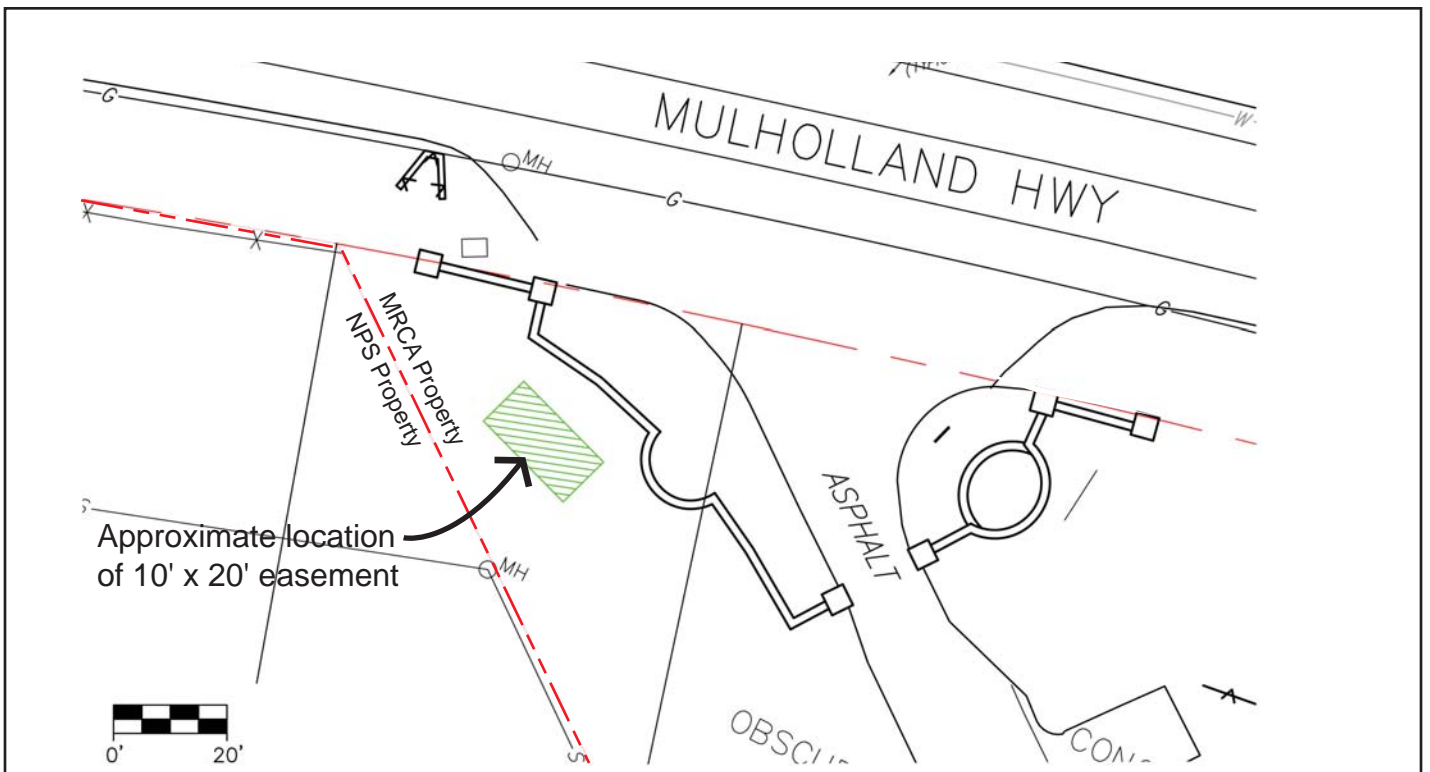 MULHOLLAND HWY
G
MH
G
W
X
X
G
MRCA Property
NPS Property
ASPHALT
S
Approximate location
of 10' x 20' easement
MH
0'
20'
S